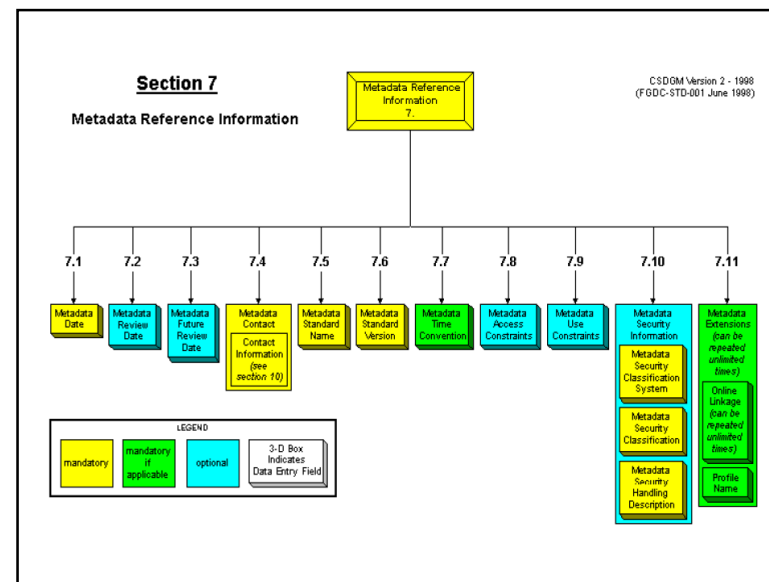 Section 7
Metadata Reference Information
CSDGM Version 2 - 1998
(FGDC-STD-001 June 1998)
Metadata Reference
Information
7.
7.1
7.2
7.3
7.4
7.5
7.6
7.7
7.8
7.9
7.10
7.11
Metadata
Date
Metadata
Review
Date
Metadata
Future
Review
Date
Metadata
Contact
Contact
Information
(see
section 10)
Metadata
Standard
Name
Metadata
Standard
Version
Metadata
Time
Convention
Metadata
Access
Constraints
Metadata
Use
Constraints
Metadata
Security
Information
Metadata
Security
Classification
System
Metadata
Security
Classification
Metadata
Security
Handling
Description
Metadata
Extensions
(can be
repeated
unlimited
times)
Online
Linkage
(can be
repeated
unlimited
times)
Profile
Name
LEGEND
mandatory
mandatory
if
applicable
optional
3-D Box
Indicates
Data Entry Field